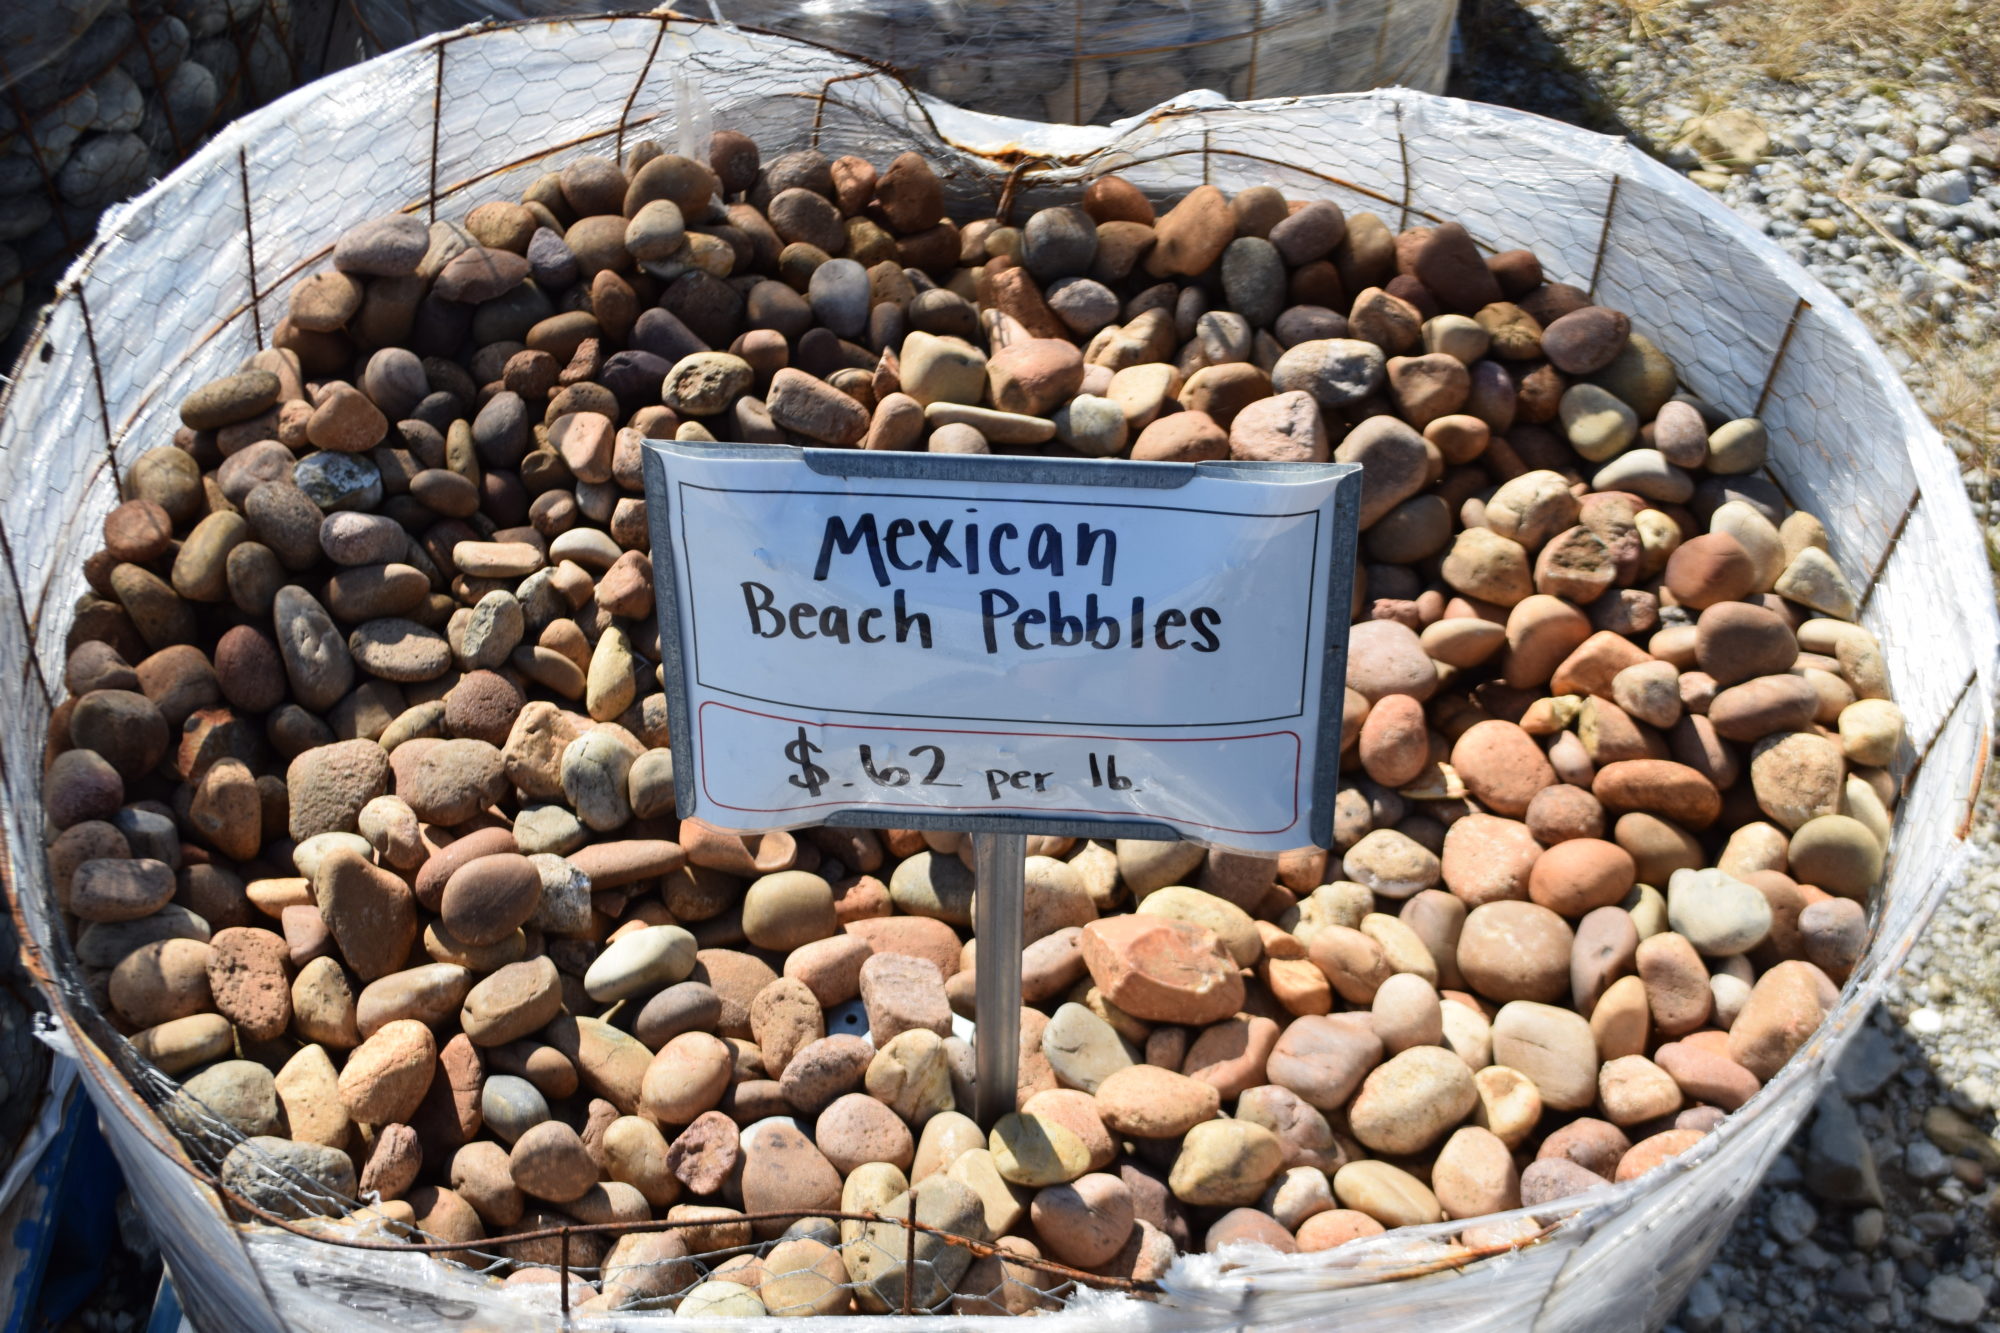 Mexican
Beach Pebbles
$.62 per lb.